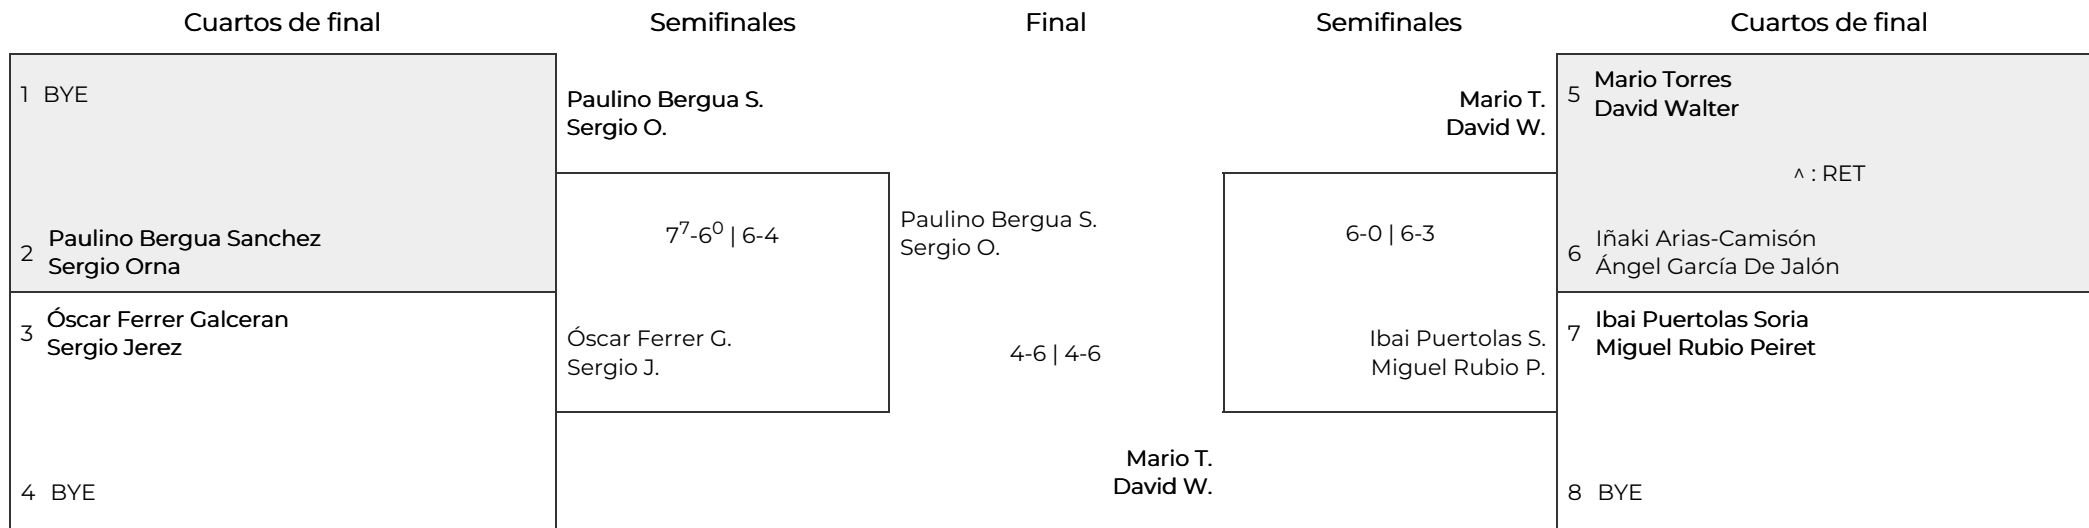 Cuartos de final
Semifinales
Final
Semifinales
Cuartos de final
1 BYE
2 Paulino Bergua Sanchez
Sergio Orna
3 Óscar Ferrer Galceran
Sergio Jerez
4 BYE
Paulino Bergua S.
Sergio O.
7⁷-6⁰ | 6-4
Óscar Ferrer G.
Sergio J.
Paulino Bergua S.
Sergio O.
4-6 | 4-6
Mario T.
David W.
Mario T.
David W.
6-0 | 6-3
Ibai Puertolas S.
Miguel Rubio P.
5 Mario Torres
David Walter
^ : RET
6 Iñaki Arias-Camisón
Ángel García De Jalón
7 Ibai Puertolas Soria
Miguel Rubio Peiret
8 BYE